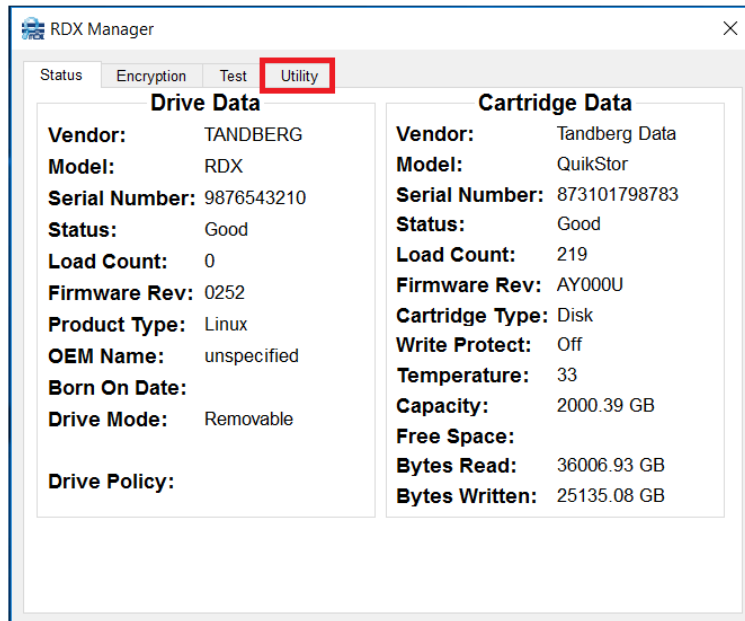 RDX Manager
Status Encryption Test Utility
Drive Data
Vendor: TANDBERG
Model: RDX
Serial Number: 9876543210
Status: Good
Load Count: 0
Firmware Rev: 0252
Product Type: Linux
OEM Name: unspecified
Born On Date:
Drive Mode: Removable
Drive Policy:
Cartridge Data
Vendor: Tandberg Data
Model: QuikStor
Serial Number: 873101798783
Status: Good
Load Count: 219
Firmware Rev: AY000U
Cartridge Type: Disk
Write Protect: Off
Temperature: 33
Capacity: 2000.39 GB
Free Space:
Bytes Read: 36006.93 GB
Bytes Written: 25135.08 GB